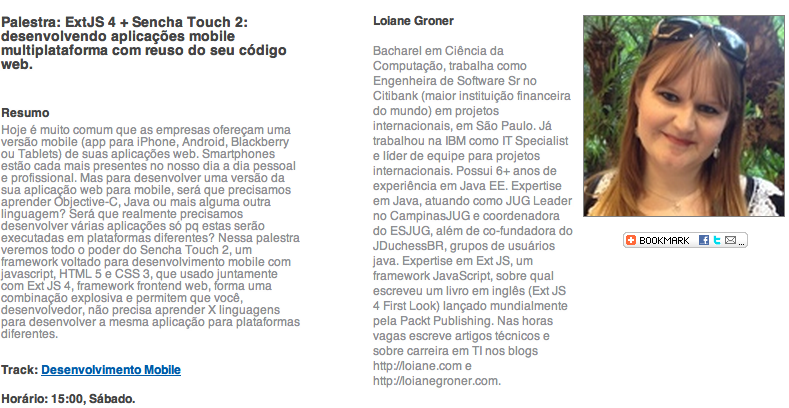 Palestra: ExtJS 4 + Sencha Touch 2:
desenvolvendo aplicações mobile
multiplataforma com reuso do seu código
web.
Resumo
Hoje é muito comum que as empresas ofereçam uma
versão mobile (app para iPhone, Android, Blackberry
ou Tablets) de suas aplicações web. Smartphones
estão cada mais presentes no nosso dia a dia pessoal
e profissional. Mas para desenvolver uma versão da
sua aplicação web para mobile, será que precisamos
aprender Objective-C, Java ou mais alguma outra
linguagem? Será que realmente precisamos
desenvolver várias aplicações só pq estas serão
executadas em plataformas diferentes? Nessa palestra
veremos todo o poder do Sencha Touch 2, um
framework voltado para desenvolvimento mobile com
javascript, HTML 5 e CSS 3, que usado juntamente
com Ext JS 4, framework frontend web, forma uma
combinação explosiva e permitem que você,
desenvolvedor, não precisa aprender X linguagens
para desenvolver a mesma aplicação para plataformas
diferentes.
Track: Desenvolvimento Mobile
Horário: 15:00, Sábado.
Loiane Groner
Bacharel em Ciência da
Computação, trabalha como
Engenheira de Software Sr no
Citibank (maior instituição financeira
do mundo) em projetos
internacionais, em São Paulo. Já
trabalhou na IBM como IT Specialist
e líder de equipe para projetos
internacionais. Possui 6+ anos de
experiência em Java EE. Expertise
em Java, atuando como JUG Leader
no CampinasJUG e coordenadora
do ESJUG, além de co-fundadora do
JDuchessBR, grupos de usuários
java. Expertise em Ext JS, um
framework JavaScript, sobre qual
escreveu um livro em inglês (Ext JS
4 First Look) lançado mundialmente
pela Packt Publishing. Nas horas
vagas escreve artigos técnicos e
sobre carreira em TI nos blogs
http://loiane.com e
http://loianegroner.com.
BOOKMARK